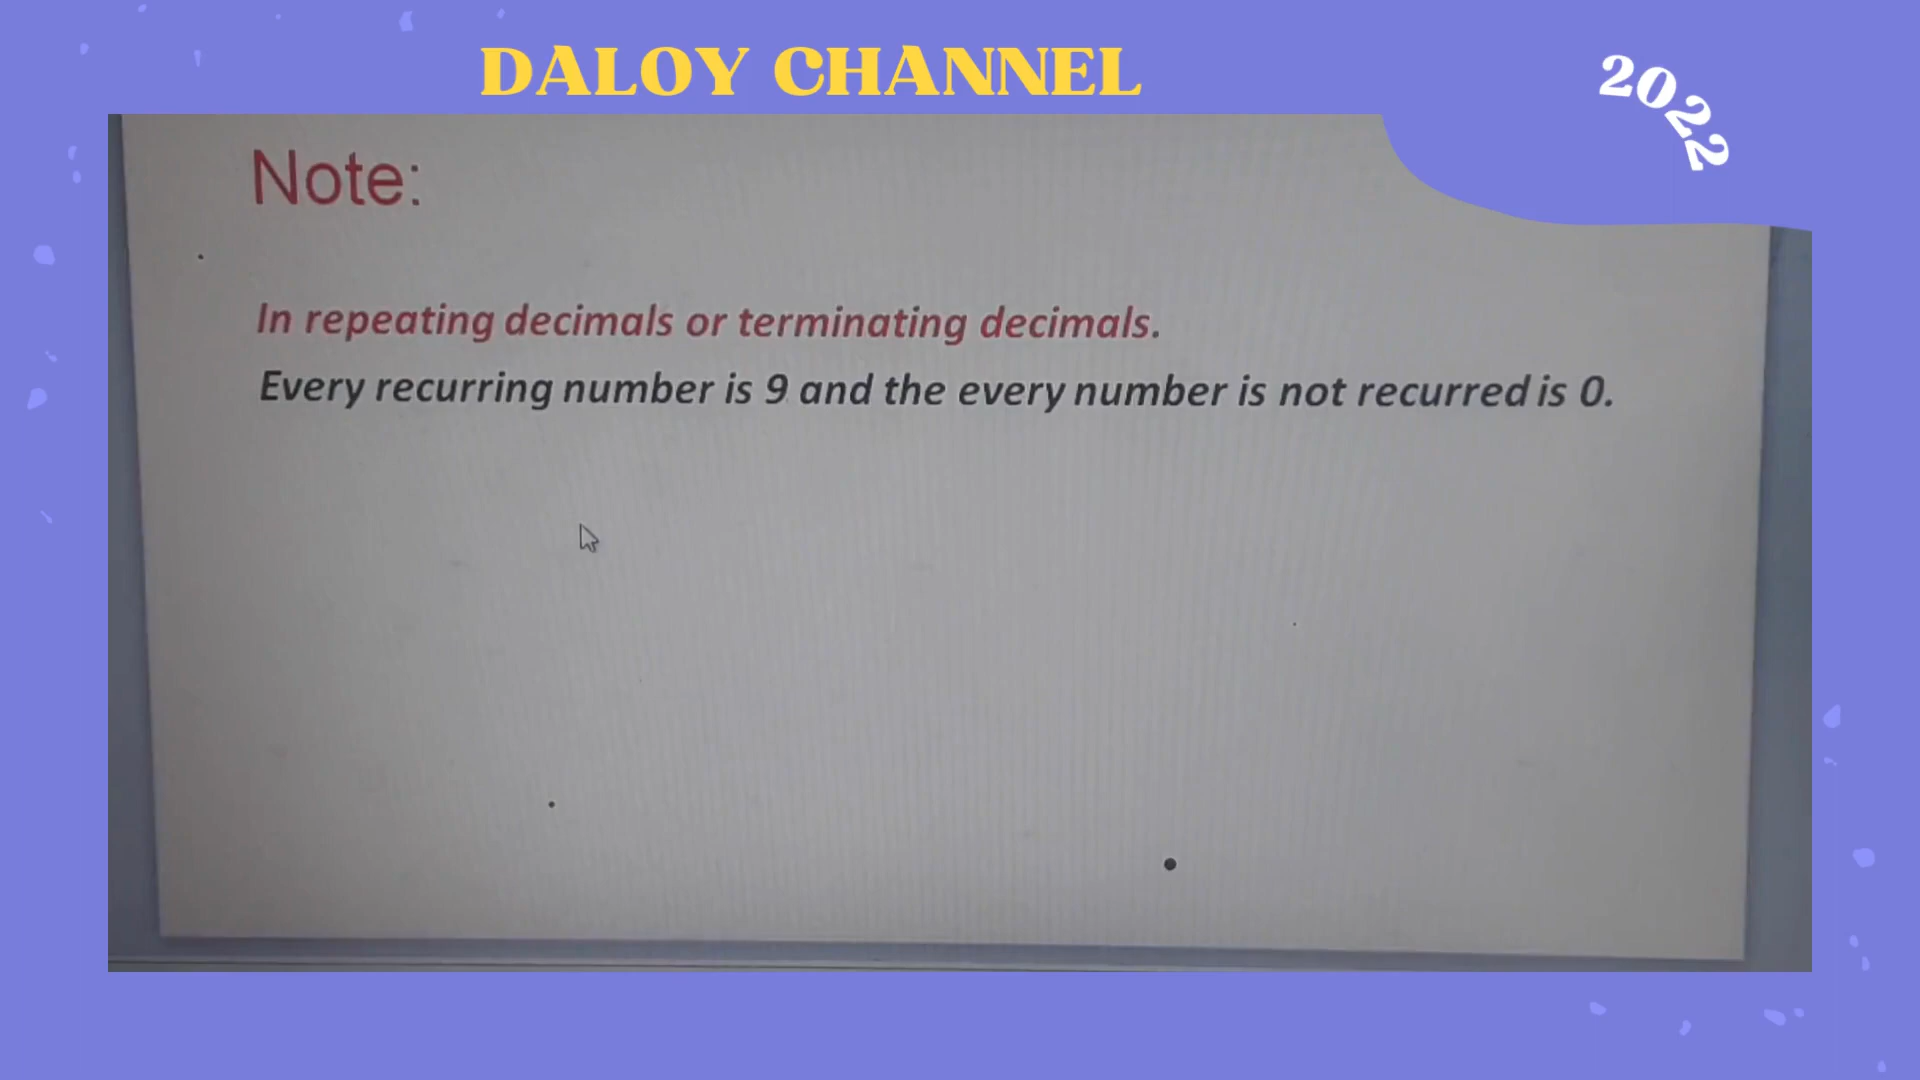 DALOY CHANNEL
2022
Note:
In repeating decimals or terminating decimals.
Every recurring number is 9 and the every number is not recurred is 0.